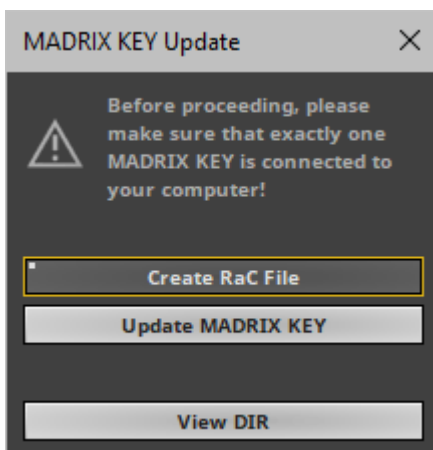 MADRIX KEY Update
Before proceeding, please
make sure that exactly one
MADRIX KEY is connected to
your computer!
Create RaC File
Update MADRIX KEY
View DIR